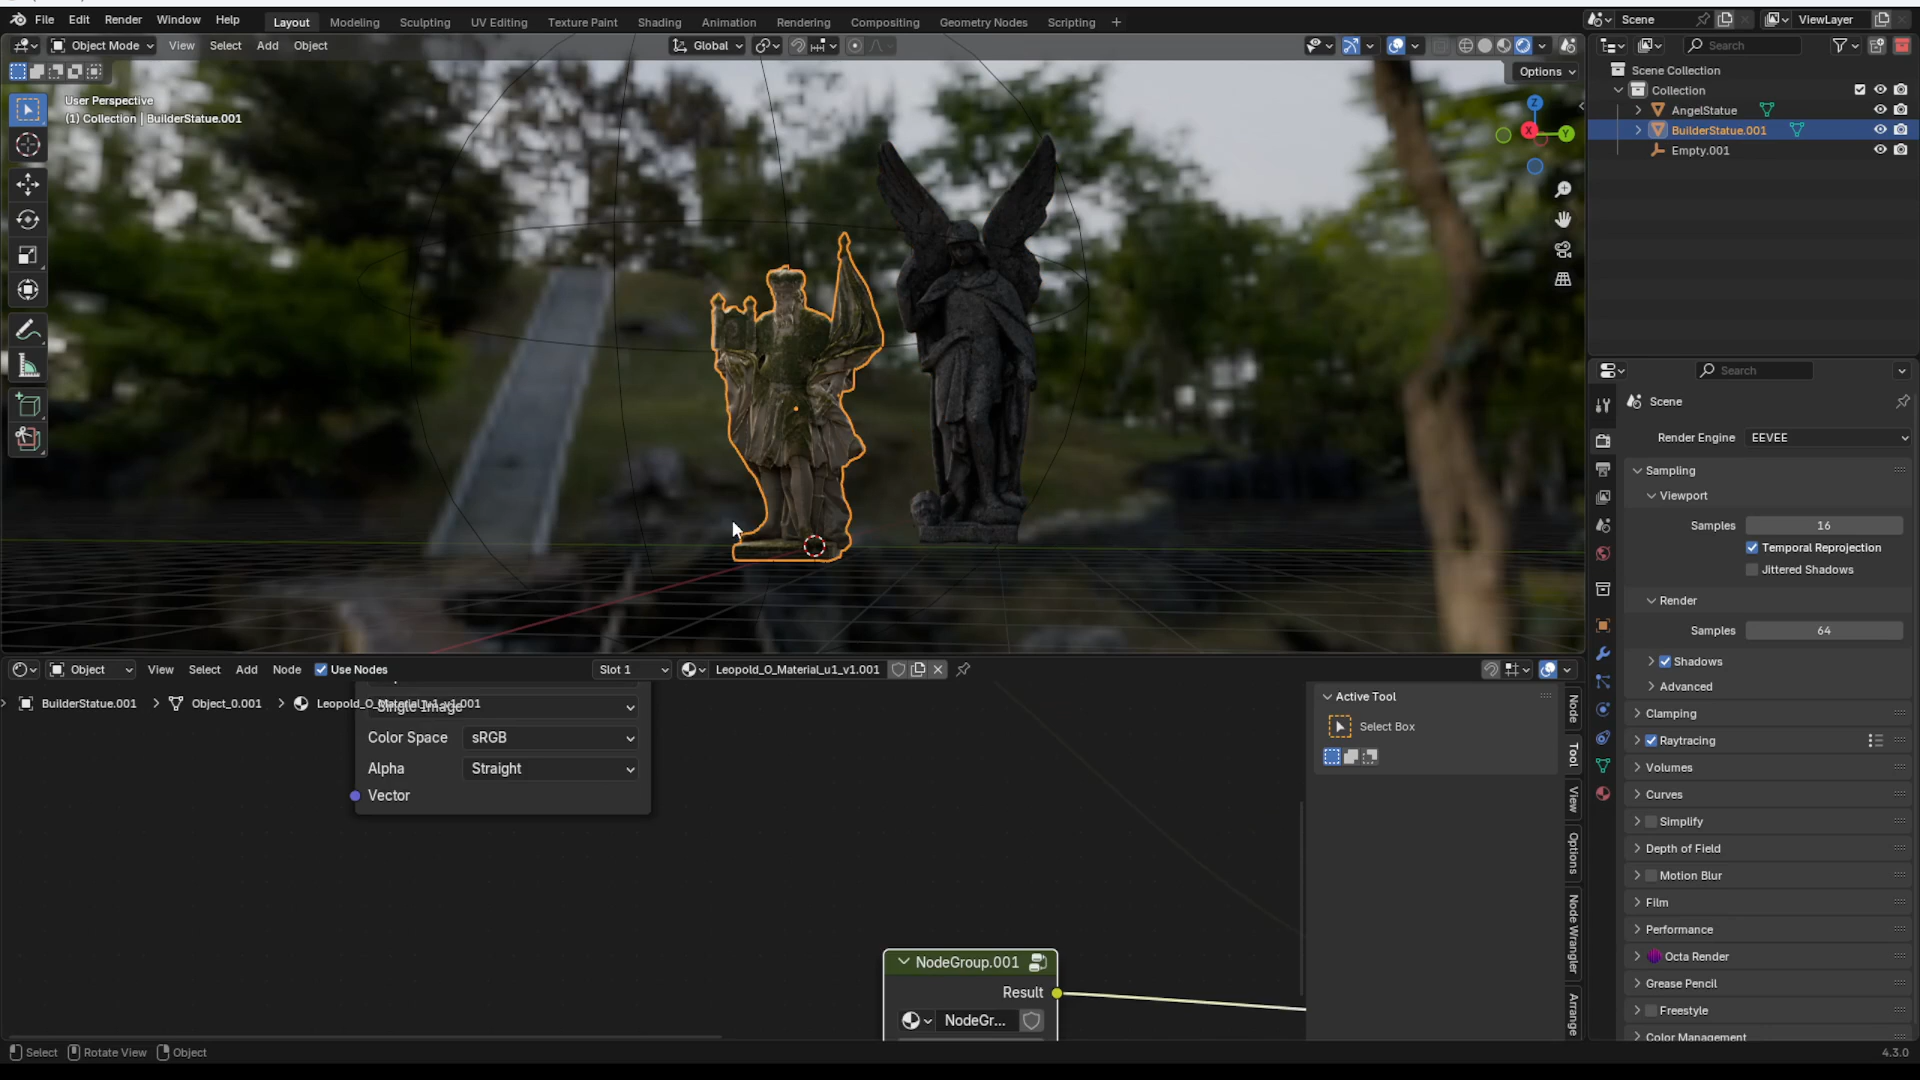 File Edit Render Window Help Layout Modeling Sculpting UV Editing Texture Paint Shading Animation Rendering Compositing Geometry Nodes Scripting + Scene ViewLayer
Object Mode View Select Add Object Global Search
Options
User Perspective
(1) Collection | BuilderStatue.001
Z
X
Y
Scene Collection
Collection
AngelStatue
BuilderStatue.001
Empty.001
Search
Scene
Render Engine EEVEE
Sampling
Viewport
Samples 16
Temporal Reprojection
Jittered Shadows
Render
Samples 64
Shadows
Advanced
Clamping
Raytracing
Volumes
Curves
Simplify
Depth of Field
Motion Blur
Film
Performance
Octa Render
Grease Pencil
Freestyle
Color Management
Object View Select Add Node Use Nodes Slot 1 Leopold_O_Material_u1_v1.001
BuilderStatue.001 Object_0.001 Leopold_O_Material_u1_v1.001
Single Image
Color Space sRGB
Alpha Straight
Vector
NodeGroup.001
Result
NodeGr...
Active Tool
Select Box
Node
Tool
View
Options
Node Wrangler
Arrange
Select Rotate View Object 4.3.0